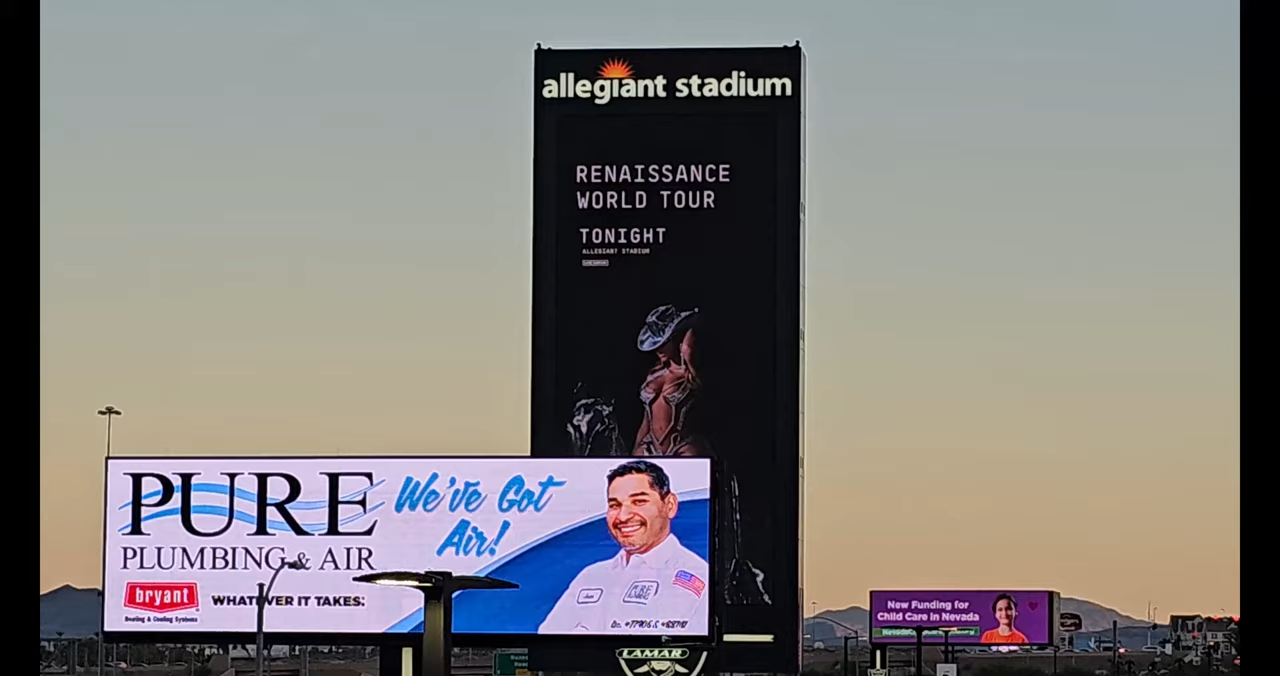 allegiant stadium
RENAISSANCE
WORLD TOUR
TONIGHT
ALLEGIANT STADIUM
PURE
PLUMBING & AIR
We've Got
Air!
bryant
Heating & Cooling Systems
WHATEVER IT TAKES.
PURE
LAMAR
New Funding for
Child Care in Nevada